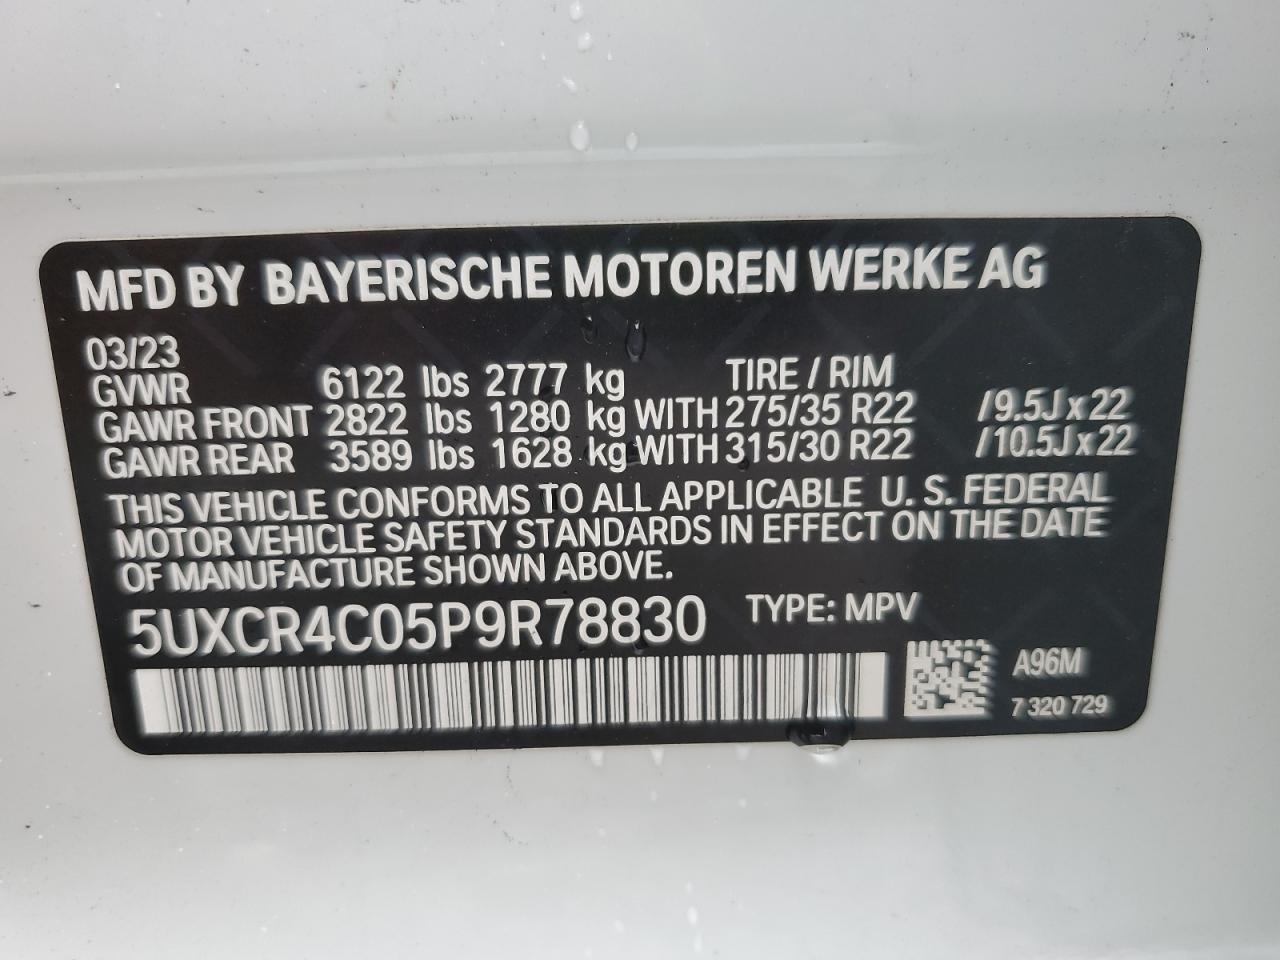 MFD BY BAYERISCHE MOTOREN WERKE AG
03/23
GVWR 6122 lbs 2777 kg TIRE / RIM
GAWR FRONT 2822 lbs 1280 kg WITH 275/35 R22 /9.5J x 22
GAWR REAR 3589 lbs 1628 kg WITH 315/30 R22 /10.5J x 22
THIS VEHICLE CONFORMS TO ALL APPLICABLE U. S. FEDERAL
MOTOR VEHICLE SAFETY STANDARDS IN EFFECT ON THE DATE
OF MANUFACTURE SHOWN ABOVE.
5UXCR4C05P9R78830 TYPE: MPV
A96M
7 320 729